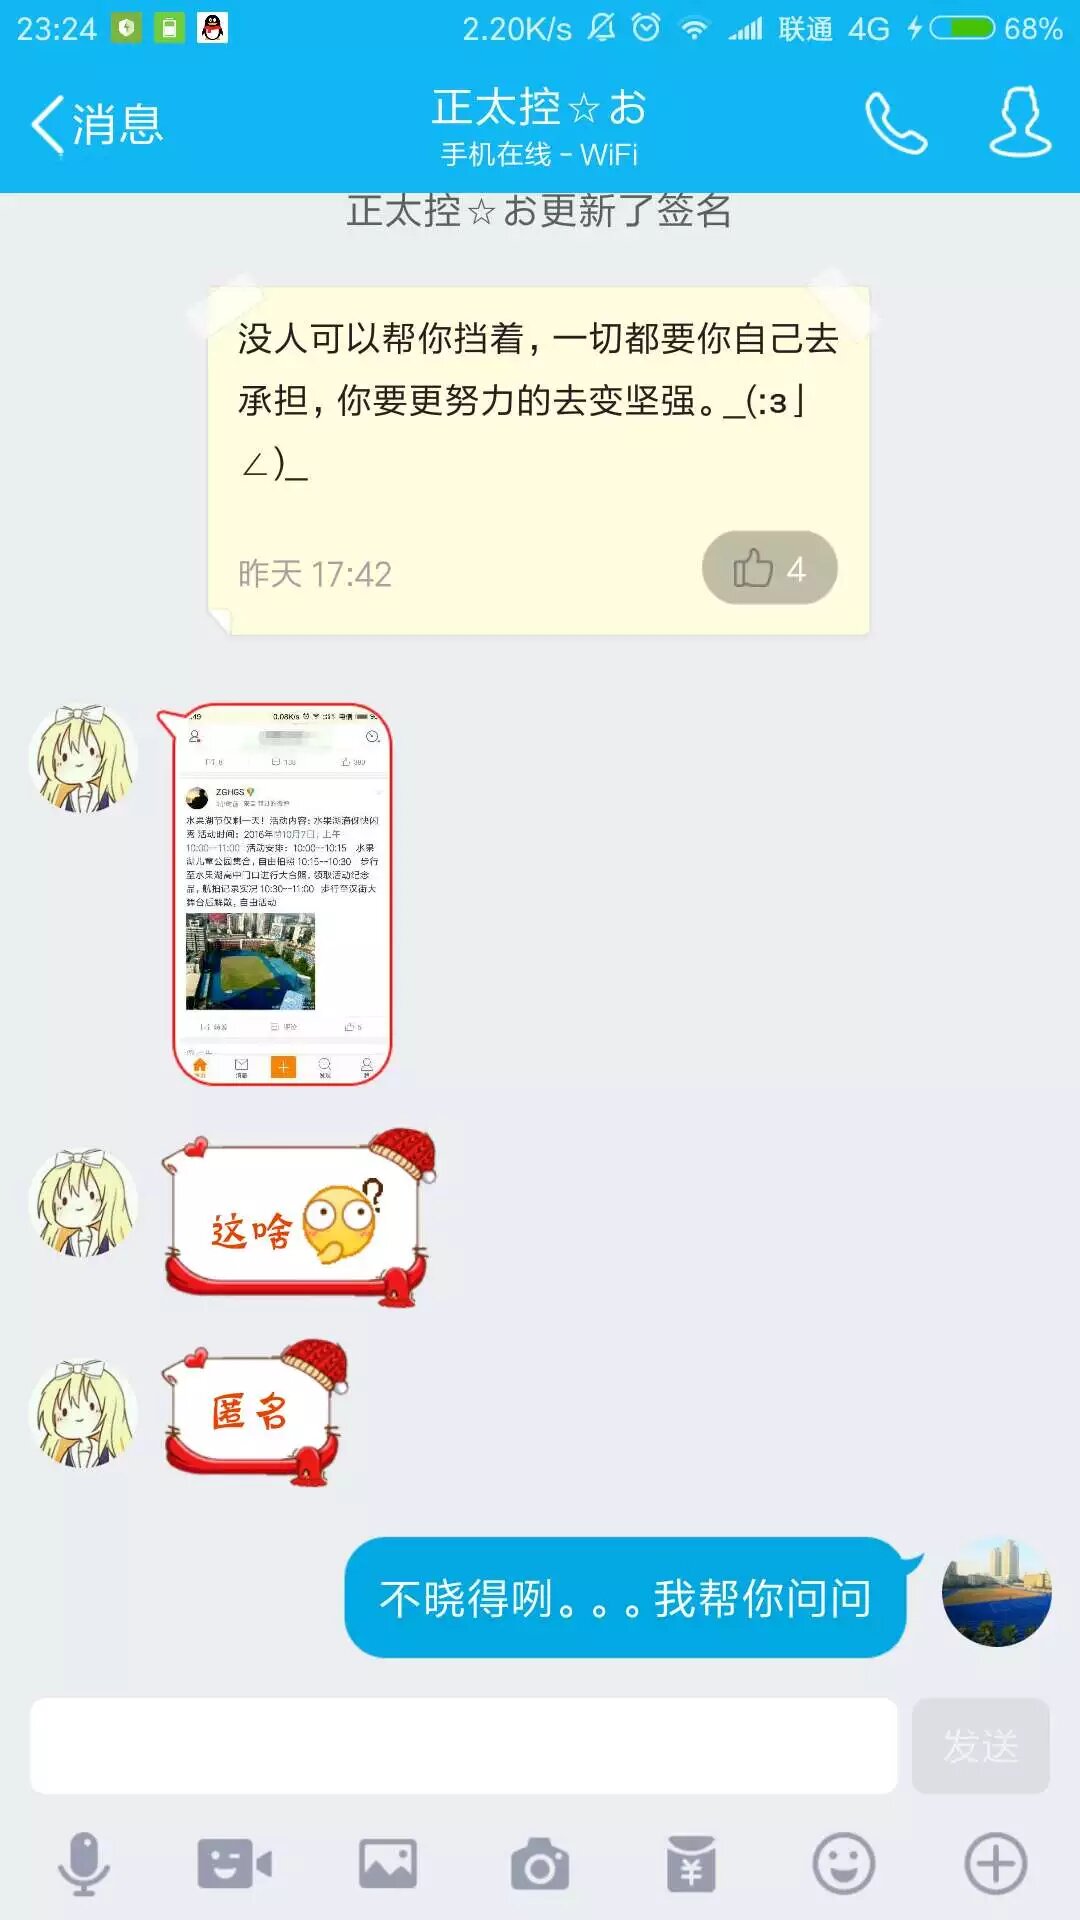 23:24 2.20K/s 联通 4G 68%
消息
正太控☆お
手机在线 - WiFi
正太控☆お更新了签名
没人可以帮你挡着，一切都要你自己去
承担，你要更努力的去变坚强。_(:з」
∠)_
昨天 17:42
4
0.08K/s
ZGHGS
水果湖节仅剩一天！活动内容：水果湖
秀 活动时间：2016年 10月7日，上午
10:00--11:00 活动安排：10:00--10:15 水果
湖儿童公园集合，自由拍照 10:15--10:30 步行
至水果湖高中门口进行大合照，领取活动纪念
品，航拍记录实况 10:30--11:00 步行至汉街大
舞台后解散，自由活动
这啥
匿名
不晓得咧。。。我帮你问问
发送